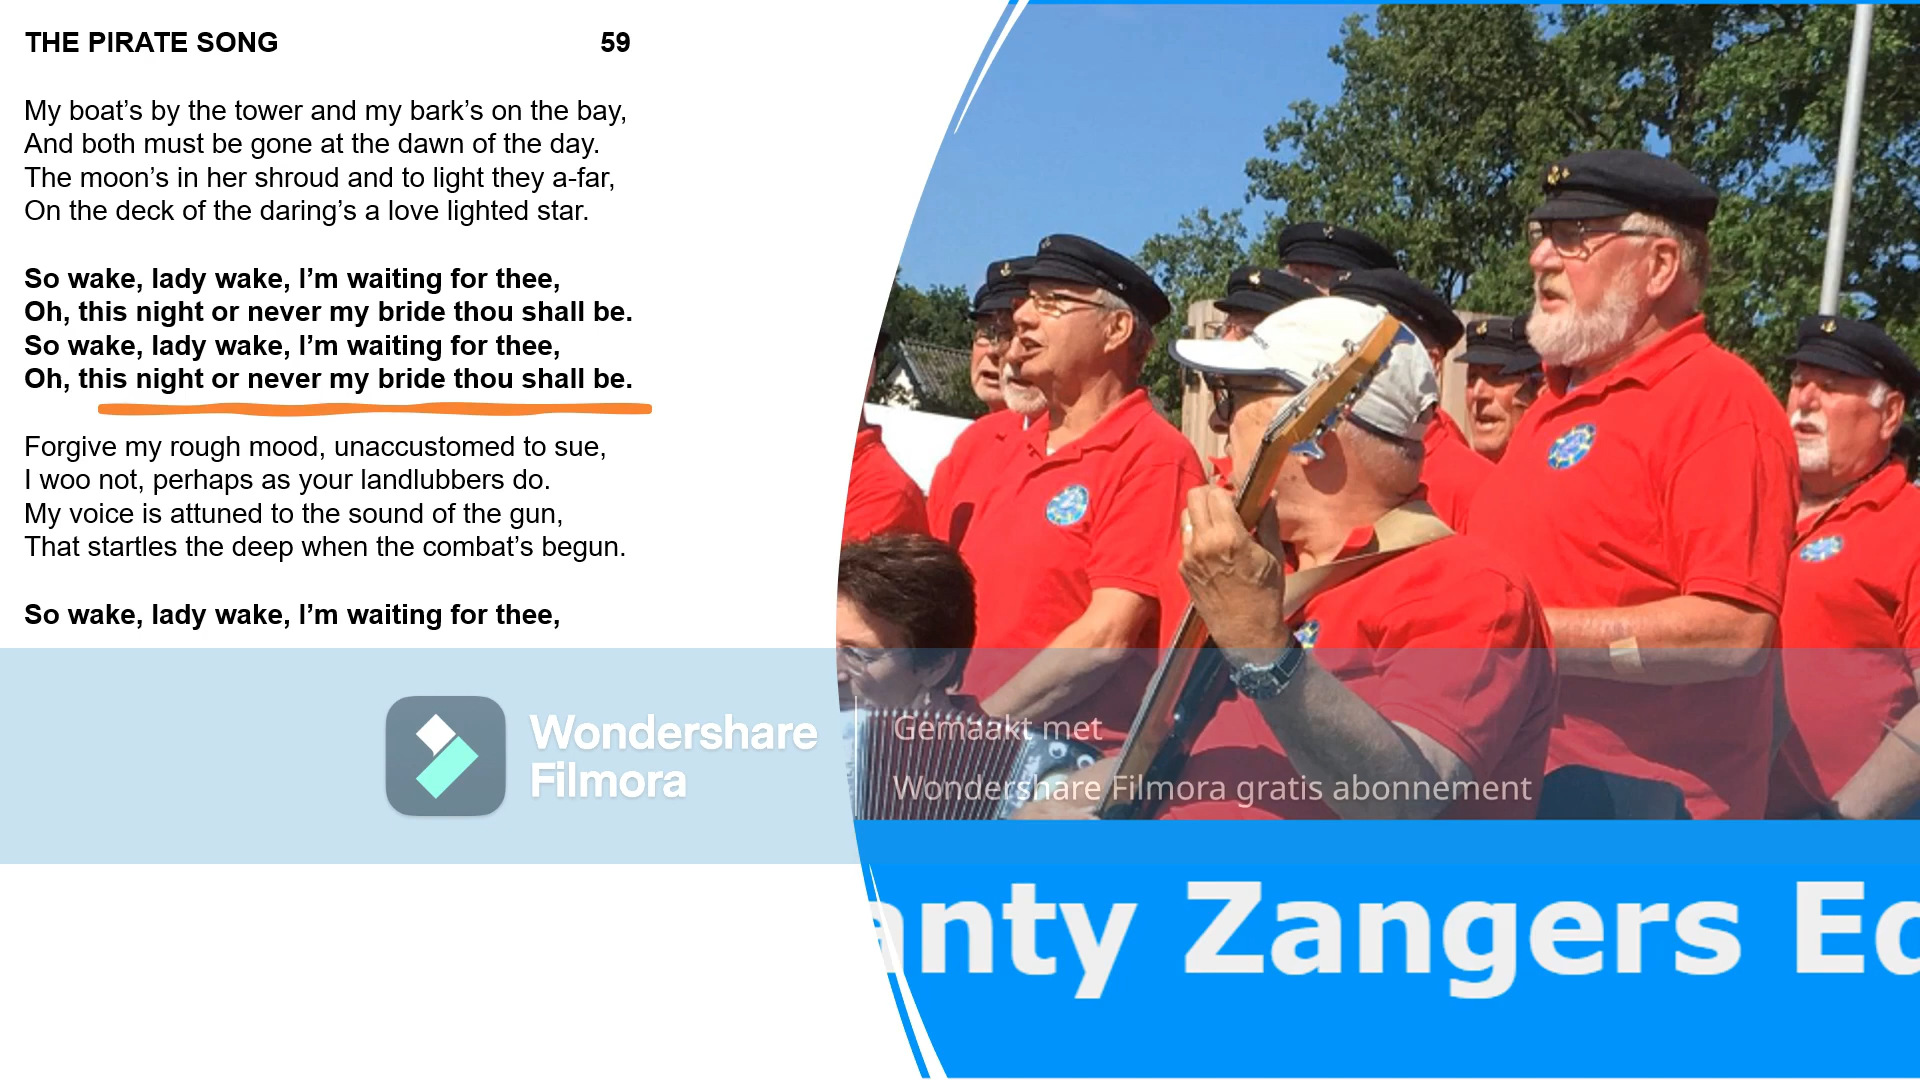 THE PIRATE SONG 59
My boat’s by the tower and my bark’s on the bay,
And both must be gone at the dawn of the day.
The moon’s in her shroud and to light they a-far,
On the deck of the daring’s a love lighted star.
So wake, lady wake, I’m waiting for thee,
Oh, this night or never my bride thou shall be.
So wake, lady wake, I’m waiting for thee,
Oh, this night or never my bride thou shall be.
Forgive my rough mood, unaccustomed to sue,
I woo not, perhaps as your landlubbers do.
My voice is attuned to the sound of the gun,
That startles the deep when the combat’s begun.
So wake, lady wake, I’m waiting for thee,
Wondershare
Filmora
Gemaakt met
Wondershare Filmora gratis abonnement
anty Zangers Ed